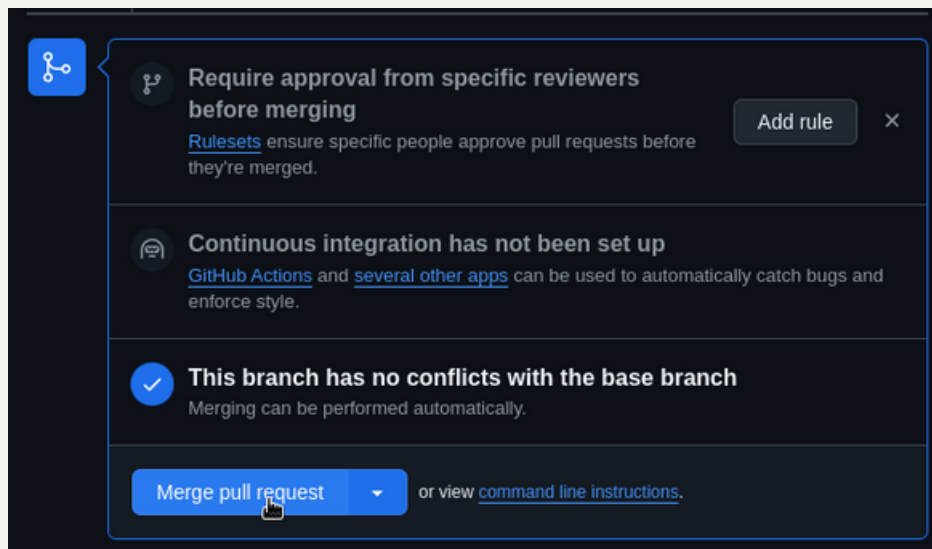 Require approval from specific reviewers
before merging
Rulesets ensure specific people approve pull requests before
they're merged.
Add rule
Continuous integration has not been set up
GitHub Actions and several other apps can be used to automatically catch bugs and
enforce style.
This branch has no conflicts with the base branch
Merging can be performed automatically.
Merge pull request
or view command line instructions.